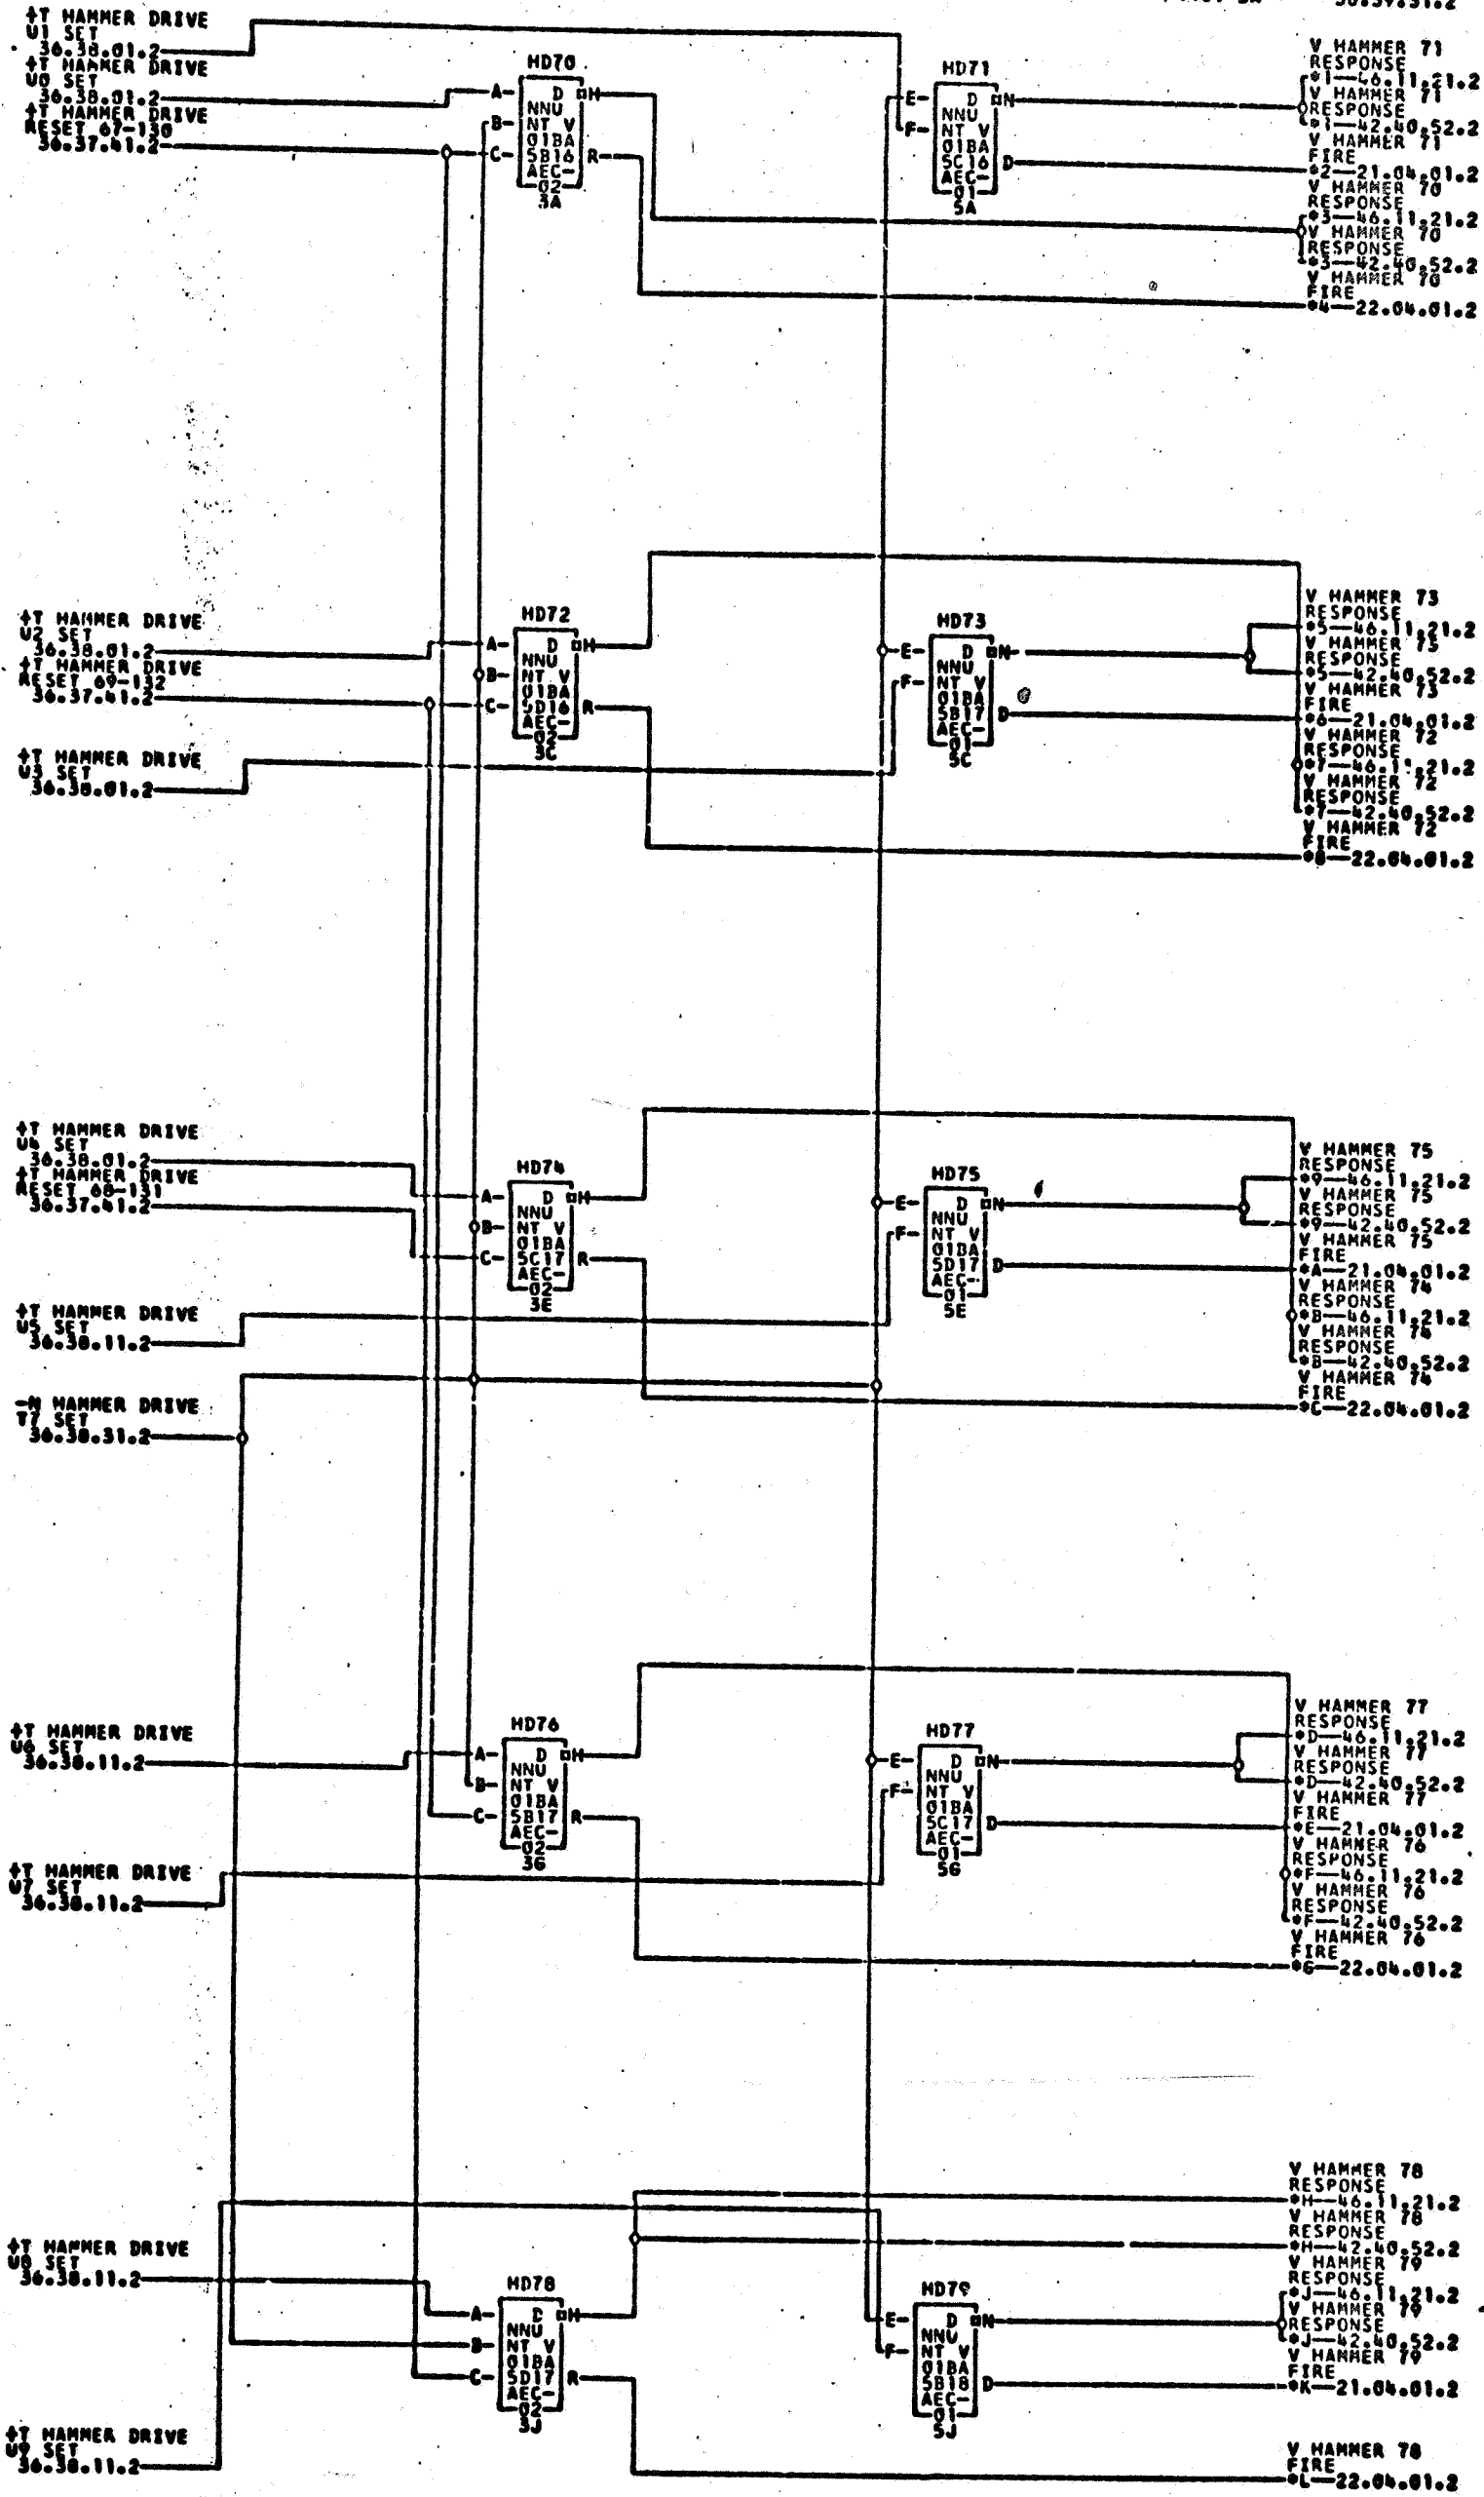 36.39.31.2
+T HAMMER DRIVE
U1 SET
36.38.01.2
+T HAMMER DRIVE
U0 SET
36.38.01.2
+T HAMMER DRIVE
RESET 67-130
36.37.41.2
HD70
A- D H
NNU
B- NT V
01BA
C- 5B16 R
AEC-
02
3A
HD71
E- D N
NNU
F- NT V
01BA
5C16 D
AEC-
01
5A
V HAMMER 71
RESPONSE
*1-46.11.21.2
V HAMMER 71
RESPONSE
*1-42.40.52.2
V HAMMER 71
FIRE
*2-21.04.01.2
V HAMMER 70
RESPONSE
*3-46.11.21.2
V HAMMER 70
RESPONSE
*3-42.40.52.2
V HAMMER 70
FIRE
*4-22.04.01.2
+T HAMMER DRIVE
U2 SET
36.38.01.2
+T HAMMER DRIVE
RESET 69-132
36.37.41.2
+T HAMMER DRIVE
U3 SET
36.38.01.2
HD72
A- D H
NNU
B- NT V
01BA
C- 5D16 R
AEC-
02
3C
HD73
E- D N
NNU
F- NT V
01BA
5B17 D
AEC-
01
5C
V HAMMER 73
RESPONSE
*5-46.11.21.2
V HAMMER 73
RESPONSE
*5-42.40.52.2
V HAMMER 73
FIRE
*6-21.04.01.2
V HAMMER 72
RESPONSE
*7-46.11.21.2
V HAMMER 72
RESPONSE
*7-42.40.52.2
V HAMMER 72
FIRE
*8-22.04.01.2
+T HAMMER DRIVE
U4 SET
36.38.01.2
+T HAMMER DRIVE
RESET 68-131
36.37.41.2
+T HAMMER DRIVE
U5 SET
36.38.11.2
-N HAMMER DRIVE
T7 SET
36.38.31.2
HD74
A- D H
NNU
B- NT V
01BA
C- 5C17 R
AEC-
02
3E
HD75
E- D N
NNU
F- NT V
01BA
5D17 D
AEC-
01
5E
V HAMMER 75
RESPONSE
*9-46.11.21.2
V HAMMER 75
RESPONSE
*9-42.40.52.2
V HAMMER 75
FIRE
*A-21.04.01.2
V HAMMER 74
RESPONSE
*B-46.11.21.2
V HAMMER 74
RESPONSE
*B-42.40.52.2
V HAMMER 74
FIRE
*C-22.04.01.2
+T HAMMER DRIVE
U6 SET
36.38.11.2
+T HAMMER DRIVE
U7 SET
36.38.11.2
HD76
A- D H
NNU
B- NT V
01BA
C- 5B17 R
AEC-
02
3G
HD77
E- D N
NNU
F- NT V
01BA
5C17 D
AEC-
01
5G
V HAMMER 77
RESPONSE
*D-46.11.21.2
V HAMMER 77
RESPONSE
*D-42.40.52.2
V HAMMER 77
FIRE
*E-21.04.01.2
V HAMMER 76
RESPONSE
*F-46.11.21.2
V HAMMER 76
RESPONSE
*F-42.40.52.2
V HAMMER 76
FIRE
*G-22.04.01.2
+T HAMMER DRIVE
U8 SET
36.38.11.2
+T HAMMER DRIVE
U9 SET
36.38.11.2
HD78
A- D H
NNU
B- NT V
01BA
C- 5D17 R
AEC-
02
3J
HD79
E- D N
NNU
F- NT V
01BA
5B18 D
AEC-
01
5J
V HAMMER 78
RESPONSE
*H-46.11.21.2
V HAMMER 78
RESPONSE
*H-42.40.52.2
V HAMMER 79
RESPONSE
*J-46.11.21.2
V HAMMER 79
RESPONSE
*J-42.40.52.2
V HAMMER 79
FIRE
*K-21.04.01.2
V HAMMER 78
FIRE
*L-22.04.01.2